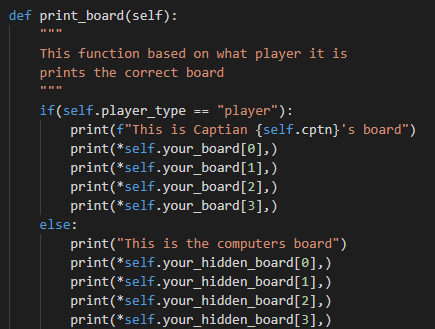 def print_board(self):
"""
This function based on what player it is
prints the correct board
"""
if(self.player_type == "player"):
print(f"This is Captian {self.cptn}'s board")
print(*self.your_board[0],)
print(*self.your_board[1],)
print(*self.your_board[2],)
print(*self.your_board[3],)
else:
print("This is the computers board")
print(*self.your_hidden_board[0],)
print(*self.your_hidden_board[1],)
print(*self.your_hidden_board[2],)
print(*self.your_hidden_board[3],)